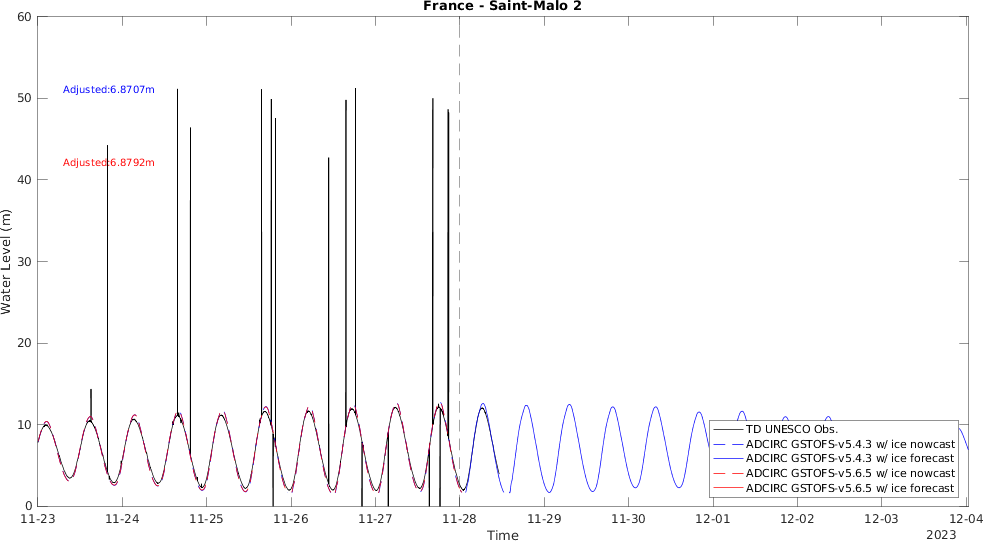 France - Saint-Malo 2
60
50
40
30
20
10
0
Water Level (m)
Adjusted:6.8707m
Adjusted:6.8792m
TD UNESCO Obs.
ADCIRC GSTOFS-v5.4.3 w/ ice nowcast
ADCIRC GSTOFS-v5.4.3 w/ ice forecast
ADCIRC GSTOFS-v5.6.5 w/ ice nowcast
ADCIRC GSTOFS-v5.6.5 w/ ice forecast
11-23 11-24 11-25 11-26 11-27 11-28 11-29 11-30 12-01 12-02 12-03 12-04
Time
2023